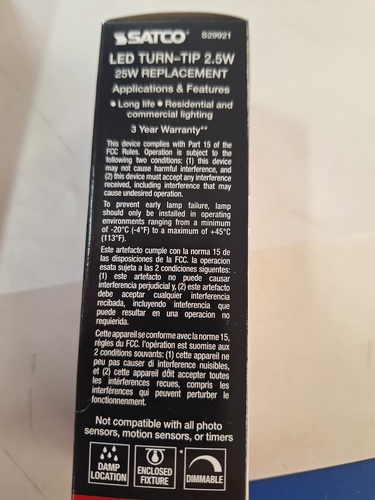 SATCO® S29921
LED TURN-TIP 2.5W
25W REPLACEMENT
Applications & Features
• Long life • Residential and
commercial lighting
3 Year Warranty**
This device complies with Part 15 of the
FCC Rules. Operation is subject to the
following two conditions: (1) this device
may not cause harmful interference, and
(2) this device must accept any interference
received, including interference that may
cause undesired operation.
To prevent early lamp failure, lamp
should only be installed in operating
environments ranging from a minimum
of -20°C (-4°F) to a maximum of +45°C
(113°F).
Este artefacto cumple con la norma 15 de
las disposiciones de la FCC. la operacion
esata sujeta a las 2 condiciones siguentes:
(1) este artefacto no puede causar
interferencia perjudicial y, (2) este artefacto
debe aceptar cualquier interferencia
recibada, incluyendo inteferencia que
puede resultar en una operacion no
requierida.
Cette appareil se conforme avec la norme 15,
règles du FCC. l'opération est suomise aux
2 conditions souvants: (1) cette appareil ne
peu pas causer di interférence nuisibles,
et (2) cette appareil dôit accepter toutes
les intérferences recues, compris les
intérférences qui peuvent perturber le
fonctionnement.
Not compatible with all photo
sensors, motion sensors, or timers
DAMP
LOCATION
ENCLOSED
FIXTURE
*
DIMMABLE